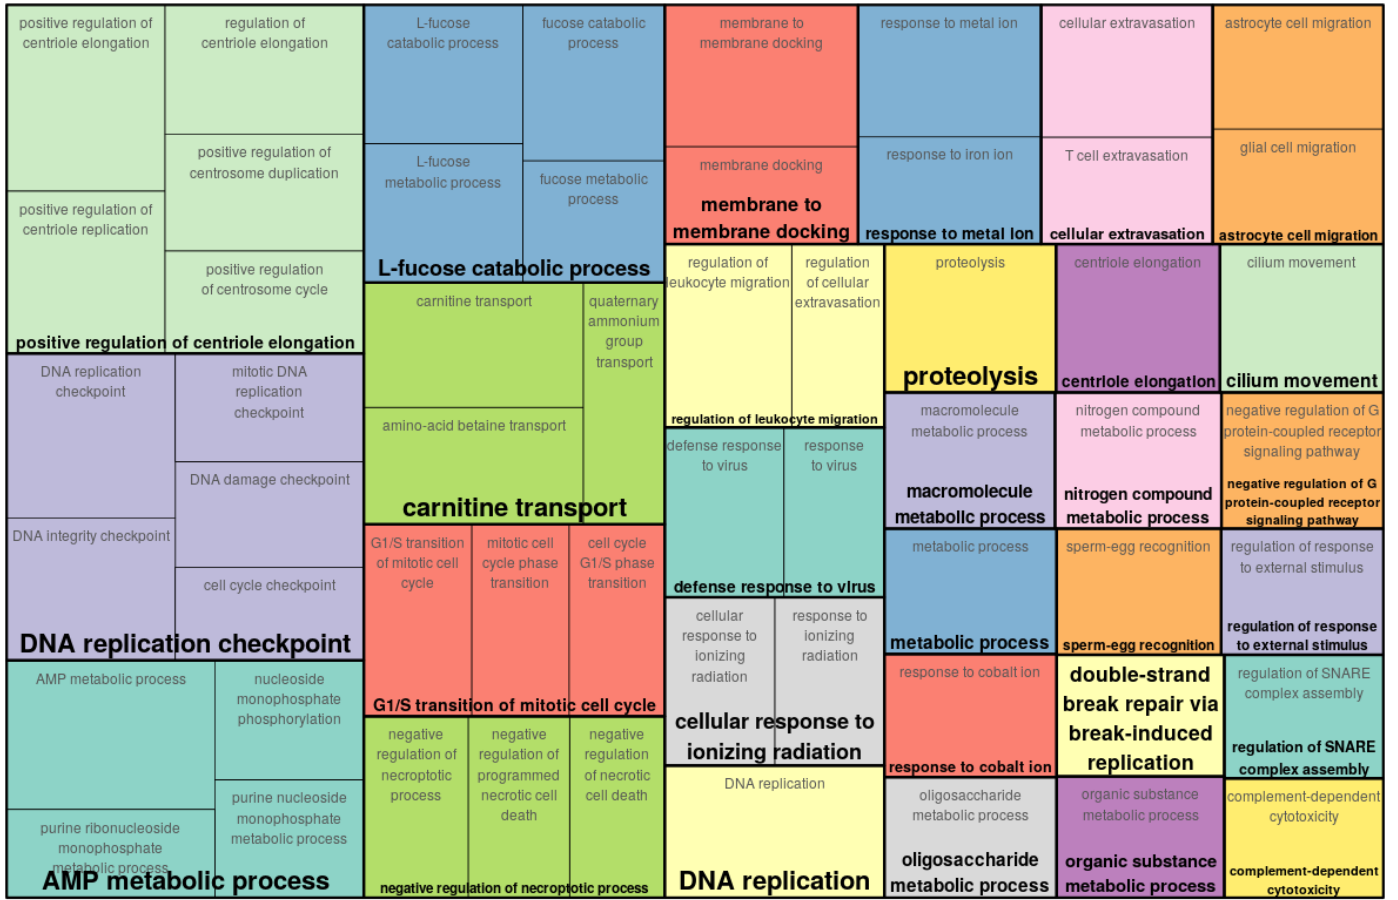 positive regulation of
centriole elongation
regulation of
centriole elongation
positive regulation of
centrosome duplication
positive regulation of
centriole replication
positive regulation
of centrosome cycle
positive regulation of centriole elongation
DNA replication
checkpoint
mitotic DNA
replication
checkpoint
DNA damage checkpoint
DNA integrity checkpoint
cell cycle checkpoint
DNA replication checkpoint
AMP metabolic process
nucleoside
monophosphate
phosphorylation
purine nucleoside
monophosphate
metabolic process
purine ribonucleoside
monophosphate
metabolic process
AMP metabolic process
L-fucose
catabolic process
fucose catabolic
process
L-fucose
metabolic process
fucose metabolic
process
L-fucose catabolic process
carnitine transport
quaternary
ammonium
group
transport
amino-acid betaine transport
carnitine transport
G1/S transition
of mitotic cell
cycle
mitotic cell
cycle phase
transition
cell cycle
G1/S phase
transition
G1/S transition of mitotic cell cycle
negative
regulation of
necroptotic
process
negative
regulation of
programmed
necrotic cell
death
negative
regulation
of necrotic
cell death
negative regulation of necroptotic process
membrane to
membrane docking
membrane docking
membrane to
membrane docking
response to metal ion
response to iron ion
response to metal ion
cellular extravasation
T cell extravasation
cellular extravasation
astrocyte cell migration
glial cell migration
astrocyte cell migration
regulation of
leukocyte migration
regulation
of cellular
extravasation
regulation of leukocyte migration
defense response
to virus
response
to virus
defense response to virus
cellular
response to
ionizing
radiation
response to
ionizing
radiation
cellular response to
ionizing radiation
DNA replication
DNA replication
proteolysis
proteolysis
centriole elongation
centriole elongation
cilium movement
cilium movement
macromolecule
metabolic process
macromolecule
metabolic process
nitrogen compound
metabolic process
nitrogen compound
metabolic process
negative regulation of G
protein-coupled receptor
signaling pathway
negative regulation of G
protein-coupled receptor
signaling pathway
metabolic process
metabolic process
sperm-egg recognition
sperm-egg recognition
regulation of response
to external stimulus
regulation of response
to external stimulus
response to cobalt ion
response to cobalt ion
double-strand
break repair via
break-induced
replication
regulation of SNARE
complex assembly
regulation of SNARE
complex assembly
oligosaccharide
metabolic process
oligosaccharide
metabolic process
organic substance
metabolic process
organic substance
metabolic process
complement-dependent
cytotoxicity
complement-dependent
cytotoxicity